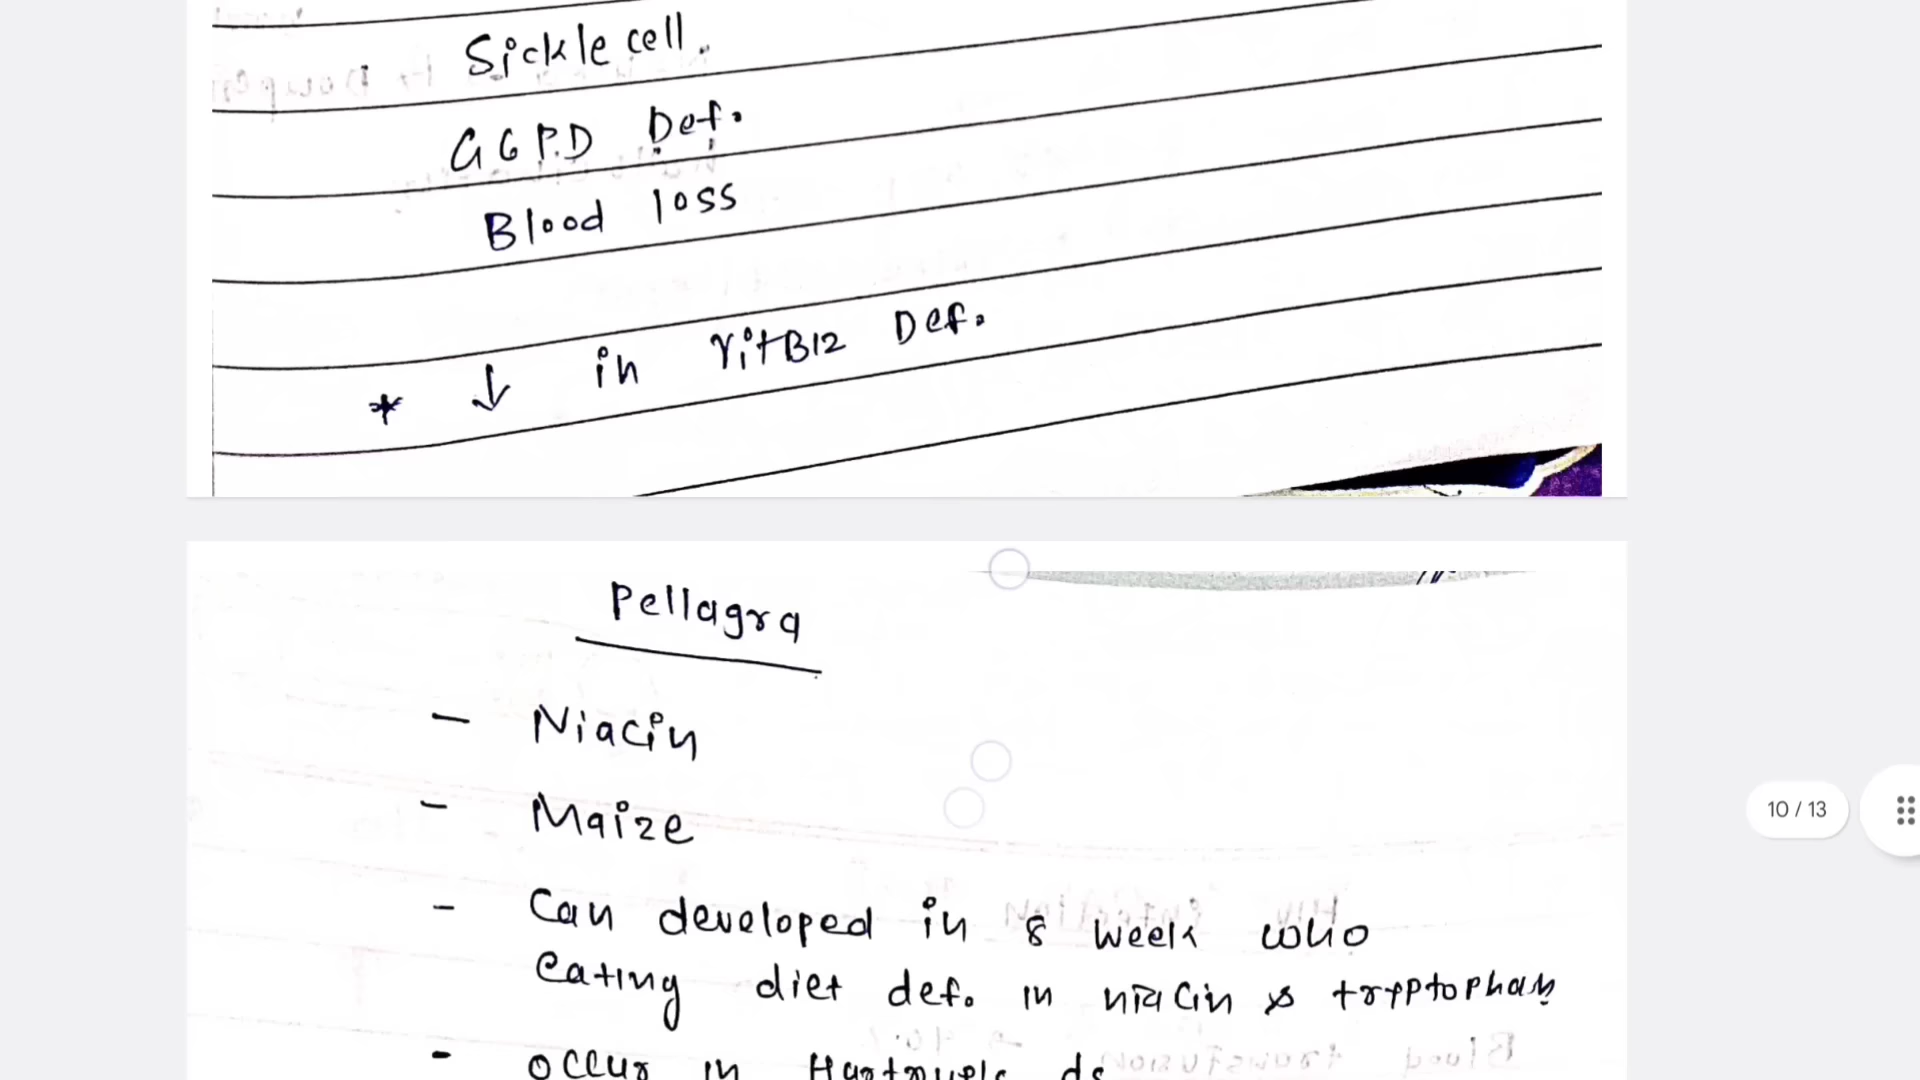 Sickle cell.
G6P.D Def.
Blood loss
* ↓ in VitB12 Def.
Pellagra
- Niacin
- Maize
- Can developed in 8 week who
eating diet def. in niacin & tryptophan
10 / 13
- occur in